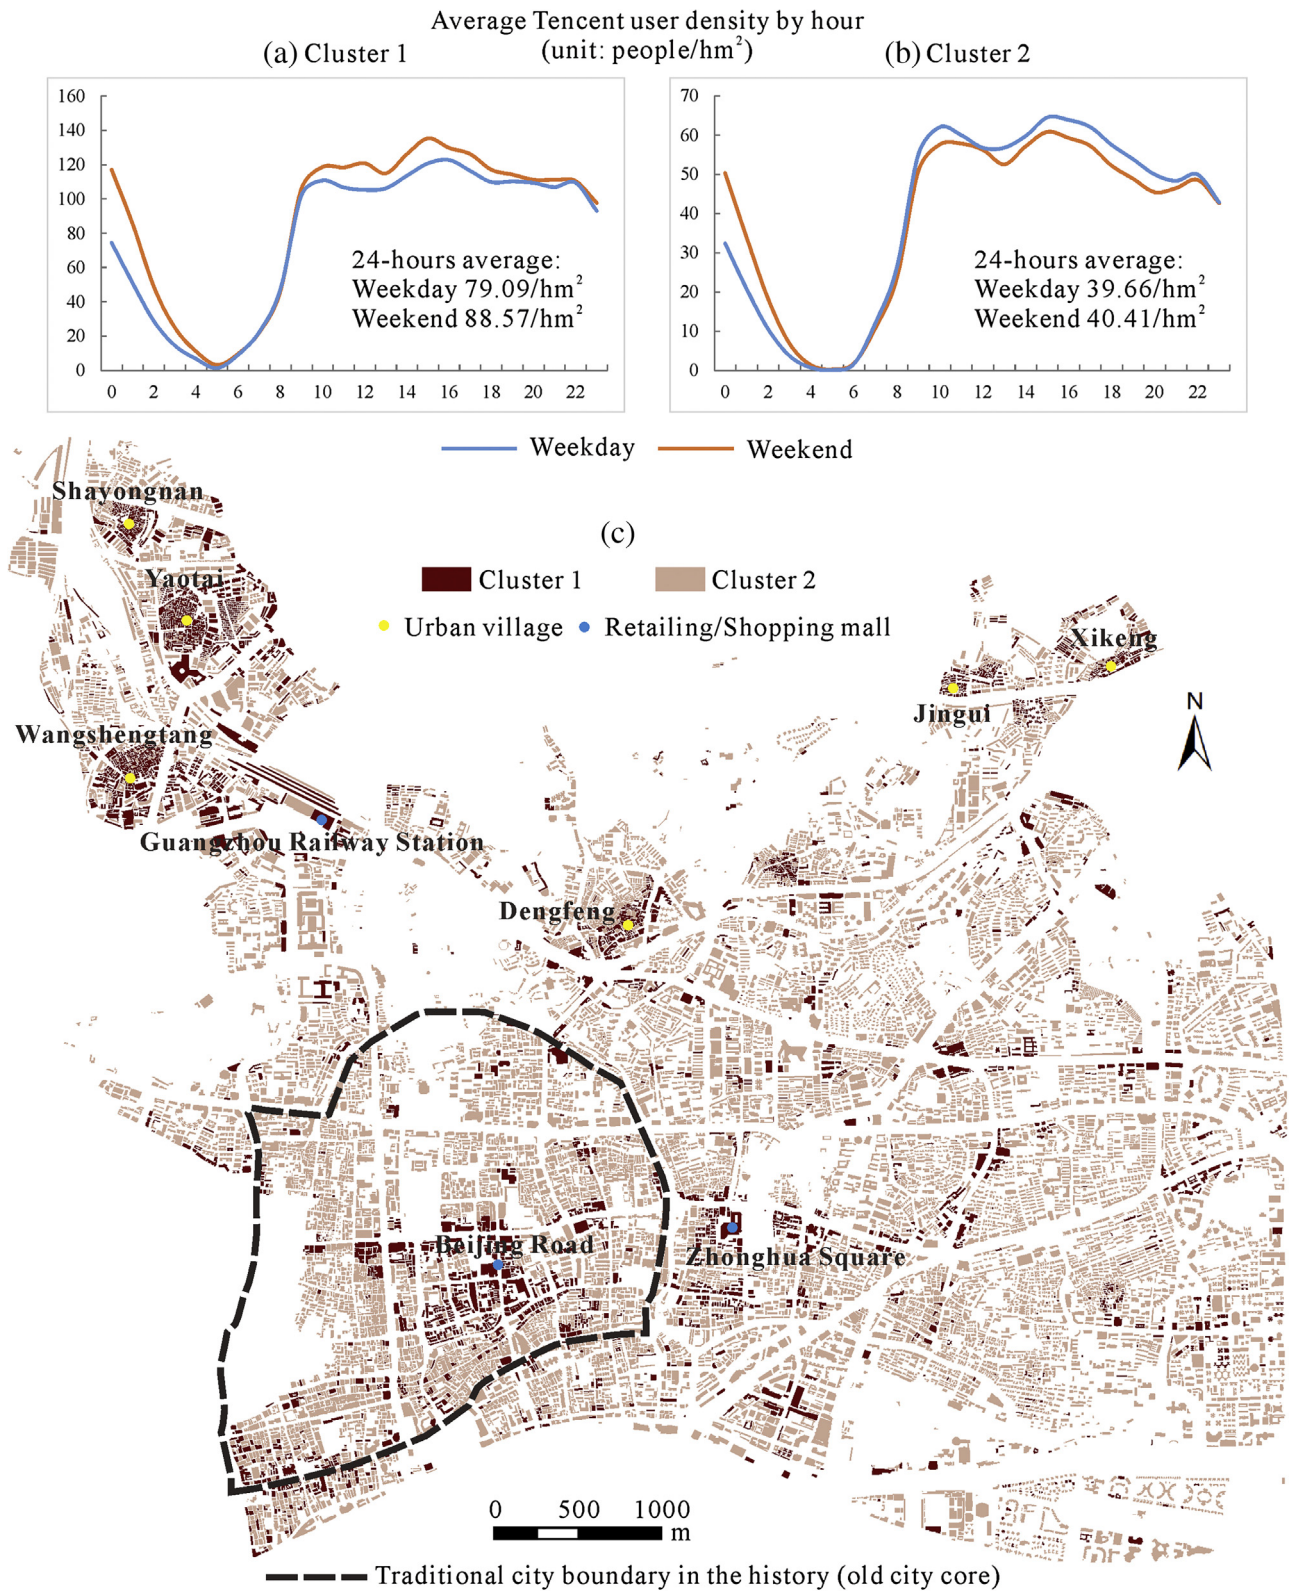 Average Tencent user density by hour
(unit: people/hm²)
(a) Cluster 1
(b) Cluster 2
160
140
120
100
80
60
40
20
0
0 2 4 6 8 10 12 14 16 18 20 22
24-hours average:
Weekday 79.09/hm²
Weekend 88.57/hm²
70
60
50
40
30
20
10
0
0 2 4 6 8 10 12 14 16 18 20 22
24-hours average:
Weekday 39.66/hm²
Weekend 40.41/hm²
Weekday Weekend
(c)
Cluster 1 Cluster 2
Urban village Retailing/Shopping mall
Shayongnan
Yaotai
Xikeng
Jingui
N
Wangshengtang
Guangzhou Railway Station
Dengfeng
Beijing Road
Zhonghua Square
0 500 1000
m
Traditional city boundary in the history (old city core)